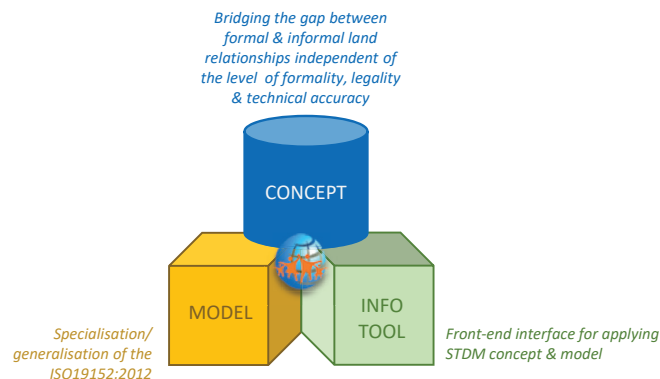 Bridging the gap between
formal & informal land
relationships independent of
the level of formality, legality
& technical accuracy
CONCEPT
MODEL
INFO
TOOL
Specialisation/
generalisation of the
ISO19152:2012
Front-end interface for applying
STDM concept & model